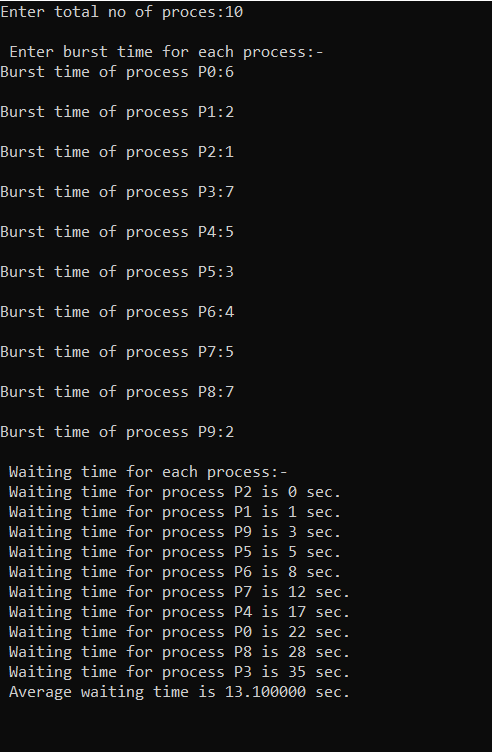 Enter total no of proces:10
Enter burst time for each process:-
Burst time of process P0:6
Burst time of process P1:2
Burst time of process P2:1
Burst time of process P3:7
Burst time of process P4:5
Burst time of process P5:3
Burst time of process P6:4
Burst time of process P7:5
Burst time of process P8:7
Burst time of process P9:2
Waiting time for each process:-
Waiting time for process P2 is 0 sec.
Waiting time for process P1 is 1 sec.
Waiting time for process P9 is 3 sec.
Waiting time for process P5 is 5 sec.
Waiting time for process P6 is 8 sec.
Waiting time for process P7 is 12 sec.
Waiting time for process P4 is 17 sec.
Waiting time for process P0 is 22 sec.
Waiting time for process P8 is 28 sec.
Waiting time for process P3 is 35 sec.
Average waiting time is 13.100000 sec.